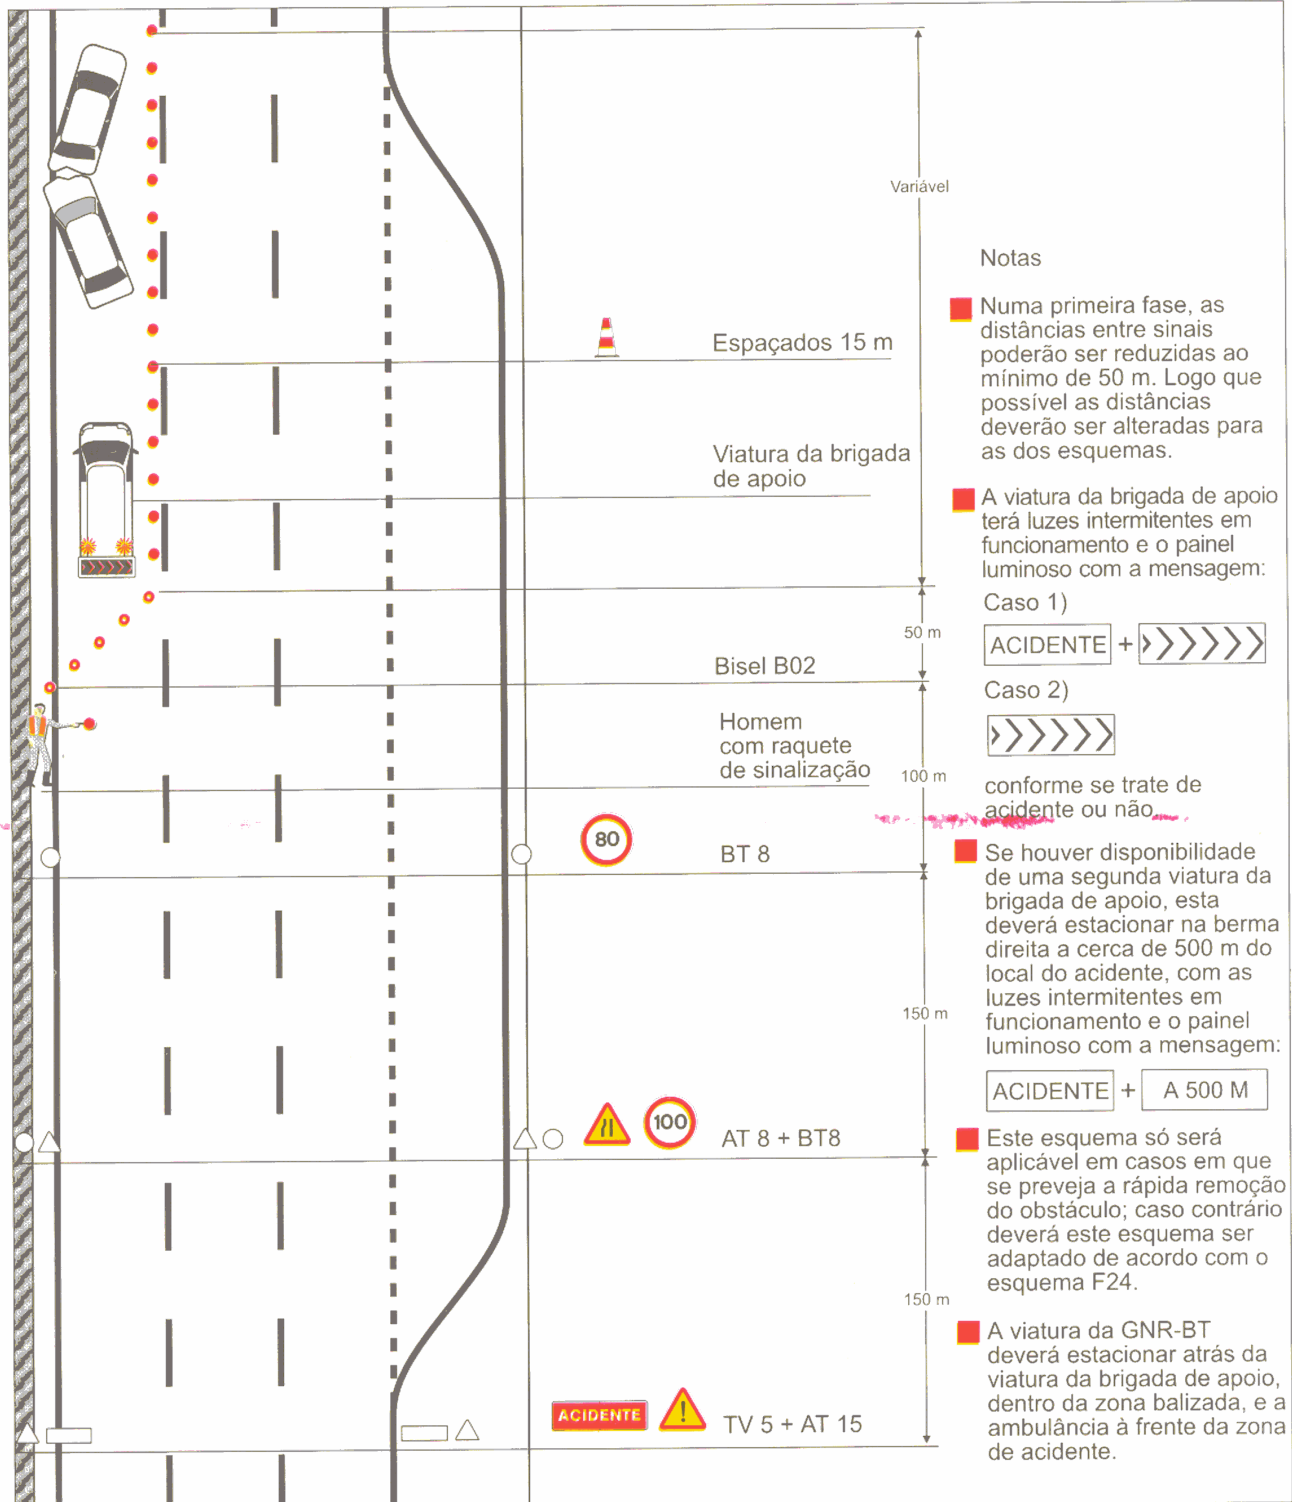 Variável
Espaçados 15 m
Viatura da brigada
de apoio
50 m
Bisel B02
Homem
com raquete
de sinalização
100 m
80
BT 8
150 m
100
AT 8 + BT8
150 m
ACIDENTE
!
TV 5 + AT 15
Notas
Numa primeira fase, as
distâncias entre sinais
poderão ser reduzidas ao
mínimo de 50 m. Logo que
possível as distâncias
deverão ser alteradas para
as dos esquemas.
A viatura da brigada de apoio
terá luzes intermitentes em
funcionamento e o painel
luminoso com a mensagem:
Caso 1)
ACIDENTE +
Caso 2)
conforme se trate de
acidente ou não
Se houver disponibilidade
de uma segunda viatura da
brigada de apoio, esta
deverá estacionar na berma
direita a cerca de 500 m do
local do acidente, com as
luzes intermitentes em
funcionamento e o painel
luminoso com a mensagem:
ACIDENTE + A 500 M
Este esquema só será
aplicável em casos em que
se preveja a rápida remoção
do obstáculo; caso contrário
deverá este esquema ser
adaptado de acordo com o
esquema F24.
A viatura da GNR-BT
deverá estacionar atrás da
viatura da brigada de apoio,
dentro da zona balizada, e a
ambulância à frente da zona
de acidente.